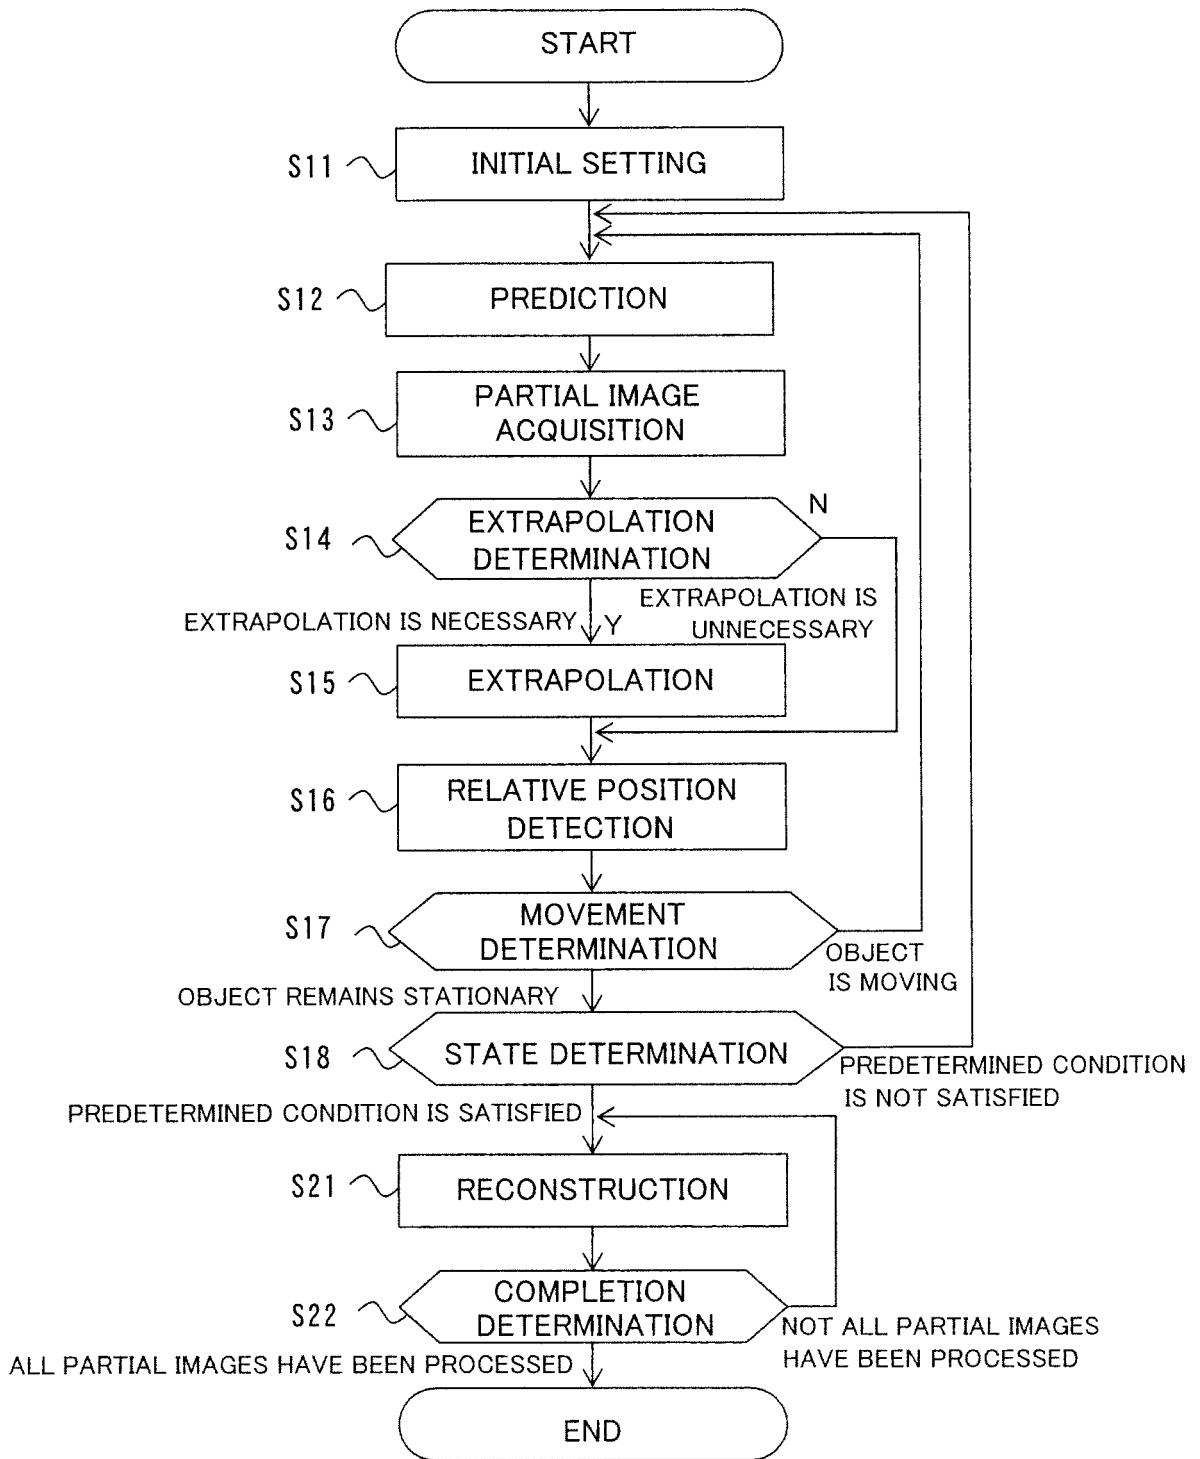 START
S11
INITIAL SETTING
S12
PREDICTION
S13
PARTIAL IMAGE
ACQUISITION
S14
EXTRAPOLATION
DETERMINATION
N
EXTRAPOLATION IS NECESSARY
Y
EXTRAPOLATION IS
UNNECESSARY
S15
EXTRAPOLATION
S16
RELATIVE POSITION
DETECTION
S17
MOVEMENT
DETERMINATION
OBJECT
IS MOVING
OBJECT REMAINS STATIONARY
S18
STATE DETERMINATION
PREDETERMINED CONDITION
IS NOT SATISFIED
PREDETERMINED CONDITION IS SATISFIED
S21
RECONSTRUCTION
S22
COMPLETION
DETERMINATION
NOT ALL PARTIAL IMAGES
HAVE BEEN PROCESSED
ALL PARTIAL IMAGES HAVE BEEN PROCESSED
END